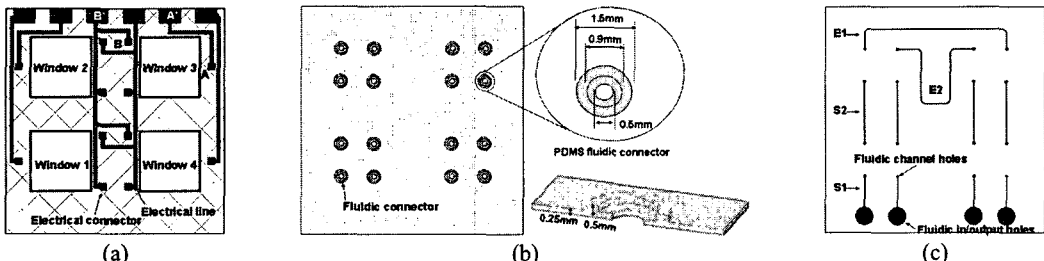 B' A'
B
Window 2 Window 3
A
Window 1 Window 4
Electrical connector
Electrical line
(a)
1.5mm
0.9mm
0.5mm
PDMS fluidic connector
Fluidic connector
0.25mm
0.5mm
(b)
E1
E2
S2
Fluidic channel holes
S1
Fluidic in/output holes
(c)